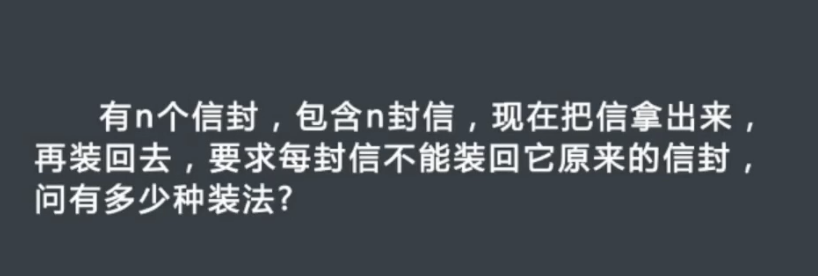 有n个信封，包含n封信，现在把信拿出来，
再装回去，要求每封信不能装回它原来的信封，
问有多少种装法?